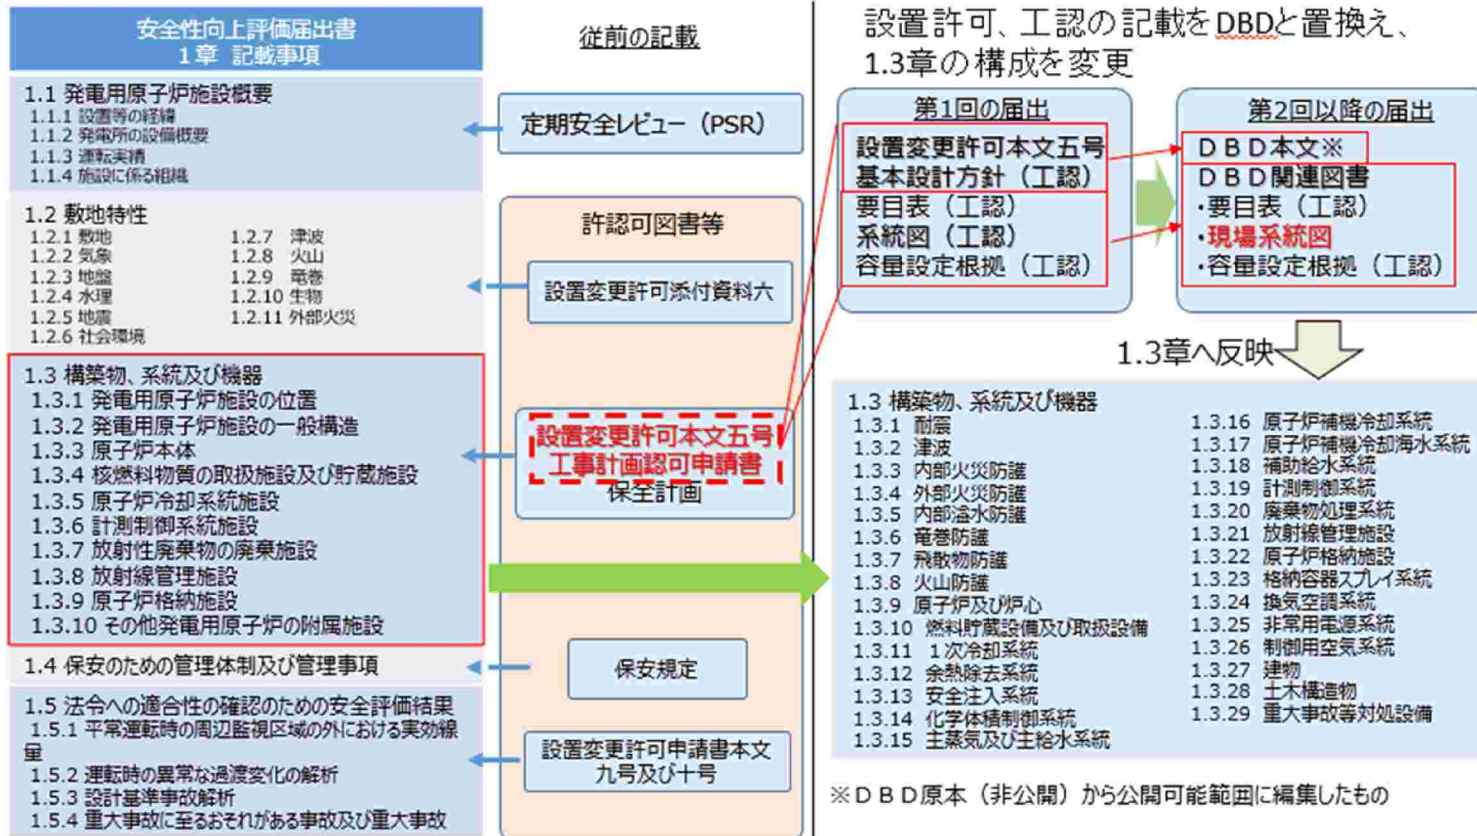 安全性向上評価届出書
1章 記載事項
1.1 発電用原子炉施設概要
1.1.1 設置等の経緯
1.1.2 発電所の設備概要
1.1.3 運転実績
1.1.4 施設に係る組織
1.2 敷地特性
1.2.1 敷地
1.2.2 気象
1.2.3 地盤
1.2.4 水理
1.2.5 地震
1.2.6 社会環境
1.2.7 津波
1.2.8 火山
1.2.9 竜巻
1.2.10 生物
1.2.11 外部火災
1.3 構築物、系統及び機器
1.3.1 発電用原子炉施設の位置
1.3.2 発電用原子炉施設の一般構造
1.3.3 原子炉本体
1.3.4 核燃料物質の取扱施設及び貯蔵施設
1.3.5 原子炉冷却系統施設
1.3.6 計測制御系統施設
1.3.7 放射性廃棄物の廃棄施設
1.3.8 放射線管理施設
1.3.9 原子炉格納施設
1.3.10 その他発電用原子炉の附属施設
1.4 保安のための管理体制及び管理事項
1.5 法令への適合性の確認のための安全評価結果
1.5.1 平常運転時の周辺監視区域の外における実効線
量
1.5.2 運転時の異常な過渡変化の解析
1.5.3 設計基準事故解析
1.5.4 重大事故に至るおそれがある事故及び重大事故
従前の記載
定期安全レビュー（PSR）
許認可図書等
設置変更許可添付資料六
設置変更許可本文五号
工事計画認可申請書
保全計画
保安規定
設置変更許可申請書本文
九号及び十号
設置許可、工認の記載をDBDと置換え、
1.3章の構成を変更
第1回の届出
設置変更許可本文五号
基本設計方針（工認）
要目表（工認）
系統図（工認）
容量設定根拠（工認）
第2回以降の届出
ＤＢＤ本文※
ＤＢＤ関連図書
・要目表（工認）
・現場系統図
・容量設定根拠（工認）
1.3章へ反映
1.3 構築物、系統及び機器
1.3.1 耐震
1.3.2 津波
1.3.3 内部火災防護
1.3.4 外部火災防護
1.3.5 内部溢水防護
1.3.6 竜巻防護
1.3.7 飛散物防護
1.3.8 火山防護
1.3.9 原子炉及び炉心
1.3.10 燃料貯蔵設備及び取扱設備
1.3.11 １次冷却系統
1.3.12 余熱除去系統
1.3.13 安全注入系統
1.3.14 化学体積制御系統
1.3.15 主蒸気及び主給水系統
1.3.16 原子炉補機冷却系統
1.3.17 原子炉補機冷却海水系統
1.3.18 補助給水系統
1.3.19 計測制御系統
1.3.20 廃棄物処理系統
1.3.21 放射線管理施設
1.3.22 原子炉格納施設
1.3.23 格納容器スプレイ系統
1.3.24 換気空調系統
1.3.25 非常用電源系統
1.3.26 制御用空気系統
1.3.27 建物
1.3.28 土木構造物
1.3.29 重大事故等対処設備
※ＤＢＤ原本（非公開）から公開可能範囲に編集したもの